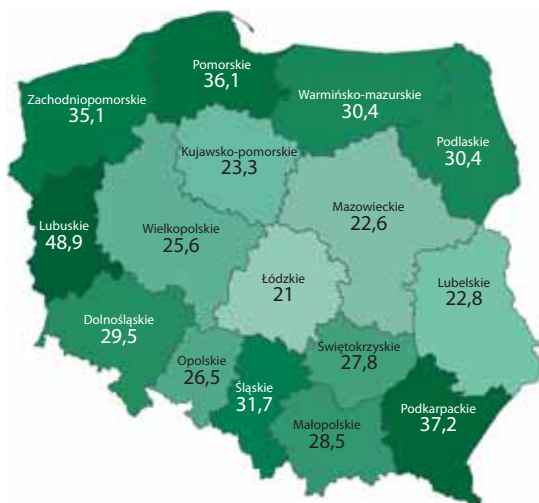 Pomorskie
36,1
Zachodniopomorskie
35,1
Warmińsko-mazurskie
30,4
Podlaskie
30,4
Kujawsko-pomorskie
23,3
Mazowieckie
22,6
Lubuskie
48,9
Wielkopolskie
25,6
Łódzkie
21
Lubelskie
22,8
Dolnośląskie
29,5
Opolskie
26,5
Śląskie
31,7
Świętokrzyskie
27,8
Małopolskie
28,5
Podkarpackie
37,2